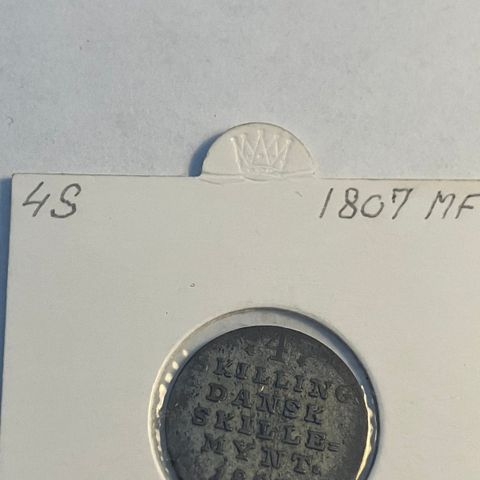 4S 1807 MF
4
SKILLING
DANSK
SKILLE=
MYNT.